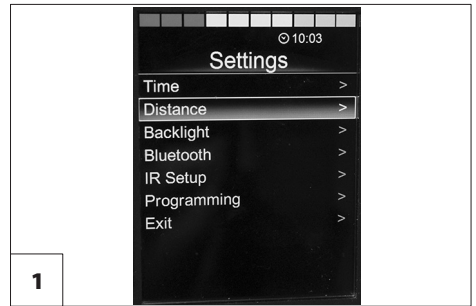 10:03
Settings
Time >
Distance >
Backlight >
Bluetooth >
IR Setup >
Programming >
Exit >
1